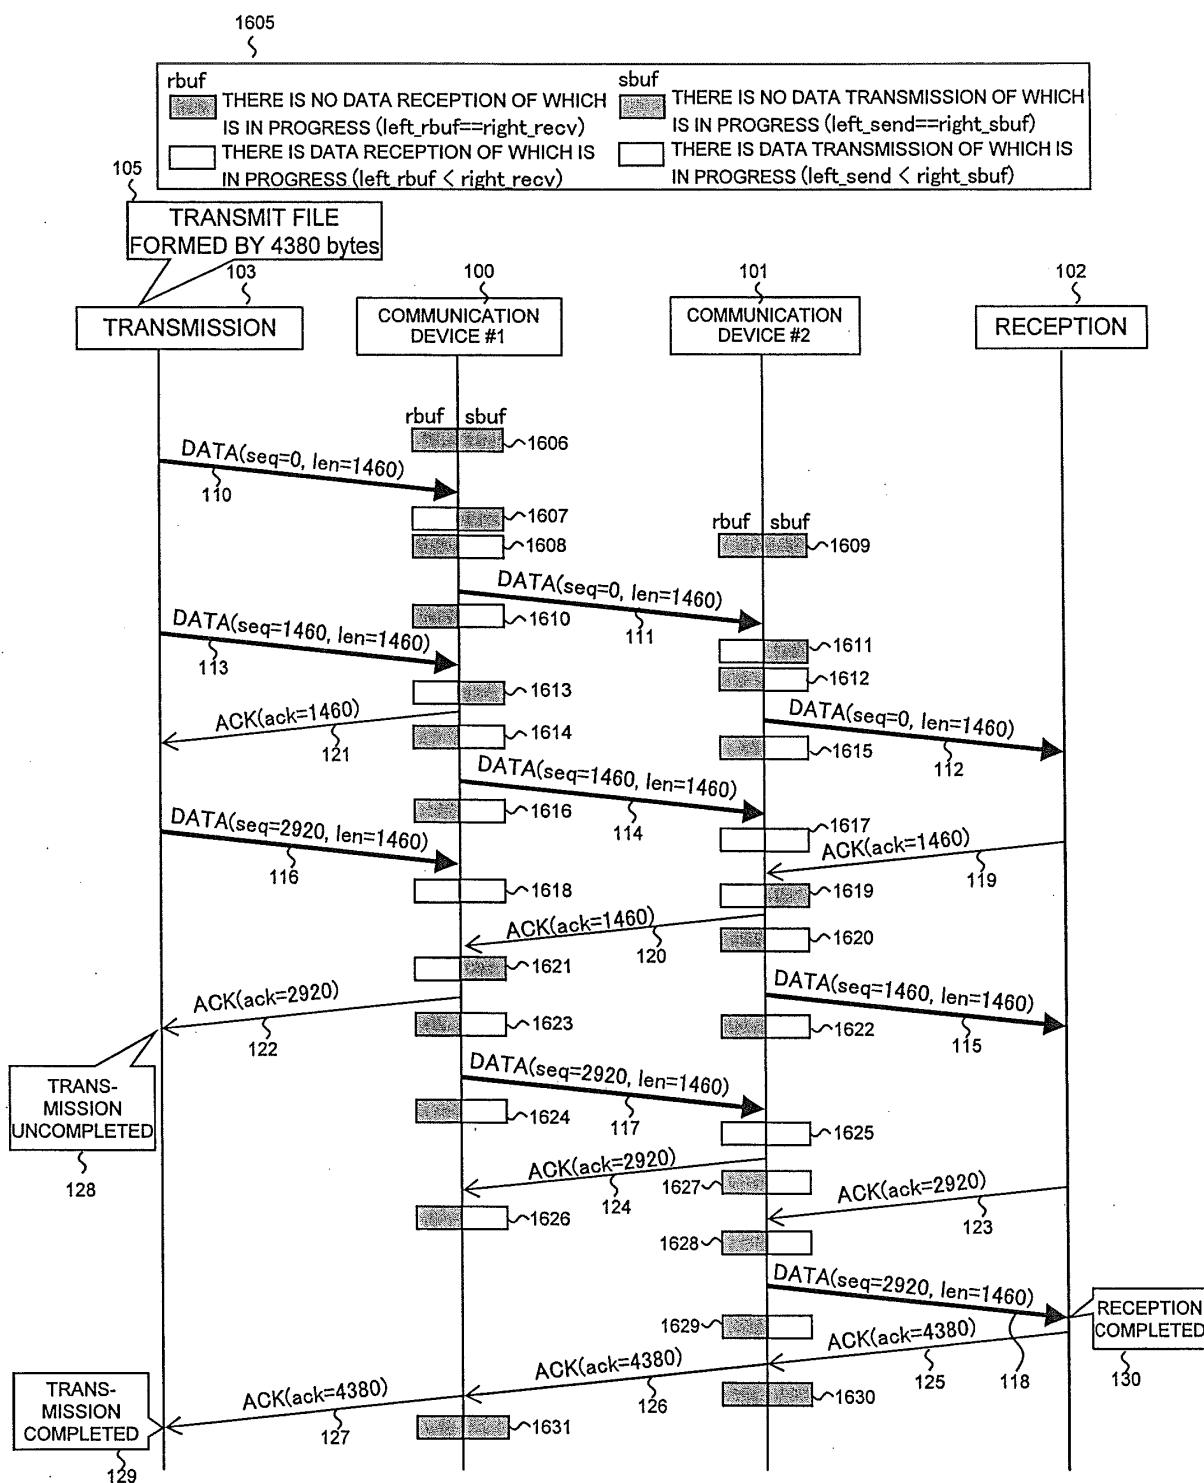 1605
rbuf
THERE IS NO DATA RECEPTION OF WHICH
IS IN PROGRESS (left_rbuf==right_recv)
THERE IS DATA RECEPTION OF WHICH IS
IN PROGRESS (left_rbuf < right_recv)
sbuf
THERE IS NO DATA TRANSMISSION OF WHICH
IS IN PROGRESS (left_send==right_sbuf)
THERE IS DATA TRANSMISSION OF WHICH IS
IN PROGRESS (left_send < right_sbuf)
105
TRANSMIT FILE
FORMED BY 4380 bytes
103
100
101
102
TRANSMISSION
COMMUNICATION
DEVICE #1
COMMUNICATION
DEVICE #2
RECEPTION
rbuf sbuf
1606
DATA(seq=0, len=1460)
110
1607
rbuf sbuf
1608
1609
DATA(seq=0, len=1460)
111
1610
DATA(seq=1460, len=1460)
113
1611
1612
1613
ACK(ack=1460)
121
1614
DATA(seq=0, len=1460)
112
1615
DATA(seq=1460, len=1460)
114
1616
DATA(seq=2920, len=1460)
116
1617
ACK(ack=1460)
119
1618
1619
ACK(ack=1460)
120
1620
1621
ACK(ack=2920)
122
DATA(seq=1460, len=1460)
115
1623
1622
TRANS-
MISSION
UNCOMPLETED
128
DATA(seq=2920, len=1460)
117
1624
1625
ACK(ack=2920)
124
1627
ACK(ack=2920)
123
1626
1628
DATA(seq=2920, len=1460)
118
RECEPTION
COMPLETED
130
1629
ACK(ack=4380)
125
ACK(ack=4380)
126
1630
ACK(ack=4380)
127
1631
TRANS-
MISSION
COMPLETED
129